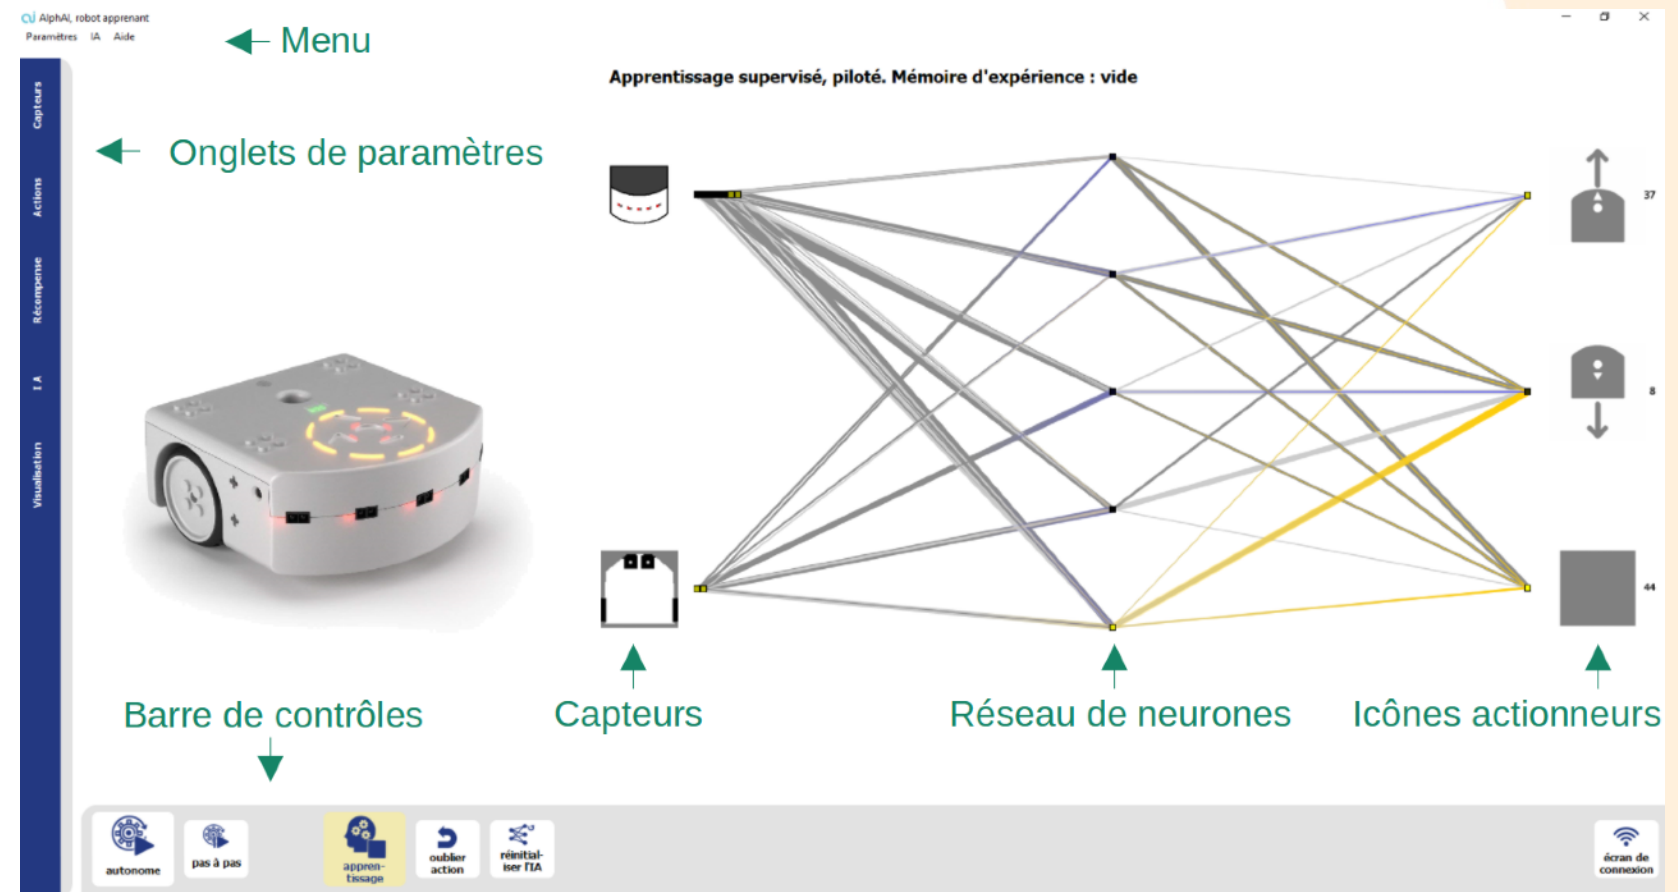 AlphAI, robot apprenant
Paramètres IA Aide
Menu
Apprentissage supervisé, piloté. Mémoire d'expérience : vide
Capteurs
Onglets de paramètres
Actions
37
Récompense
I A
8
Visualisation
44
Barre de contrôles
Capteurs
Réseau de neurones
Icônes actionneurs
autonome
pas à pas
appren-
tissage
oublier
action
réinitial-
iser l'IA
écran de
connexion